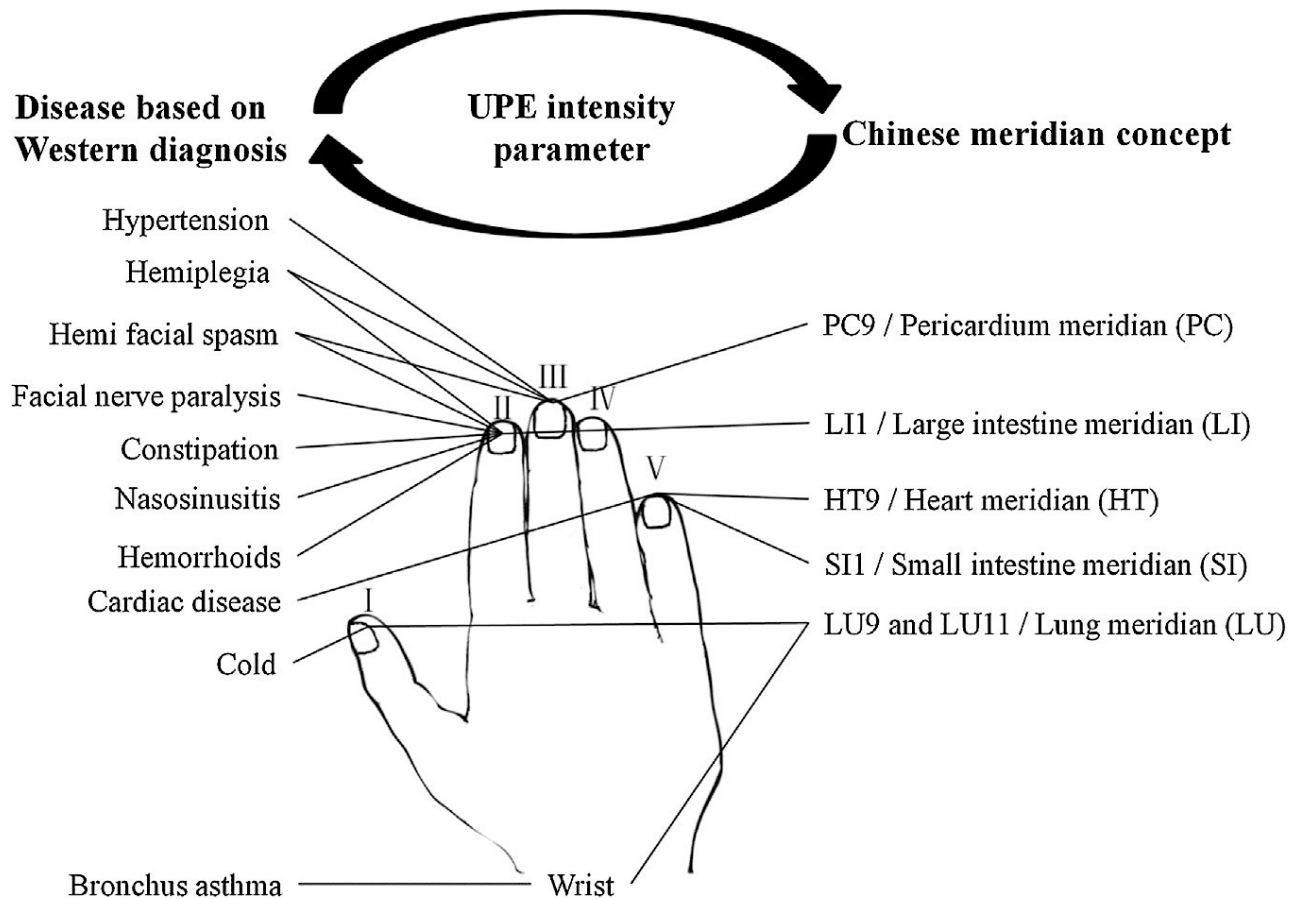 Disease based on
Western diagnosis
UPE intensity
parameter
Chinese meridian concept
Hypertension
Hemiplegia
Hemi facial spasm
Facial nerve paralysis
Constipation
Nasosinusitis
Hemorrhoids
Cardiac disease
Cold
Bronchus asthma
I
II
III
IV
V
Wrist
PC9 / Pericardium meridian (PC)
LI1 / Large intestine meridian (LI)
HT9 / Heart meridian (HT)
SI1 / Small intestine meridian (SI)
LU9 and LU11 / Lung meridian (LU)